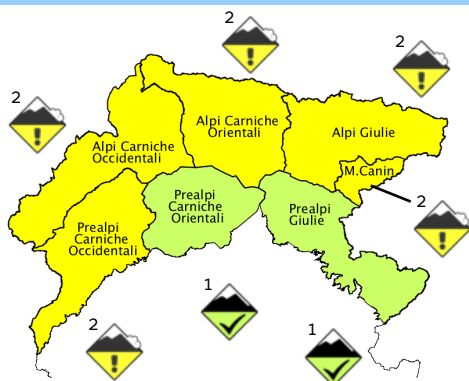 2
2
2
Alpi Carniche
Orientali
Alpi Giulie
Alpi Carniche
Occidentali
M.Canin
2
Prealpi
Carniche
Orientali
Prealpi
Giulie
Prealpi
Carniche
Occidentali
1
2
1